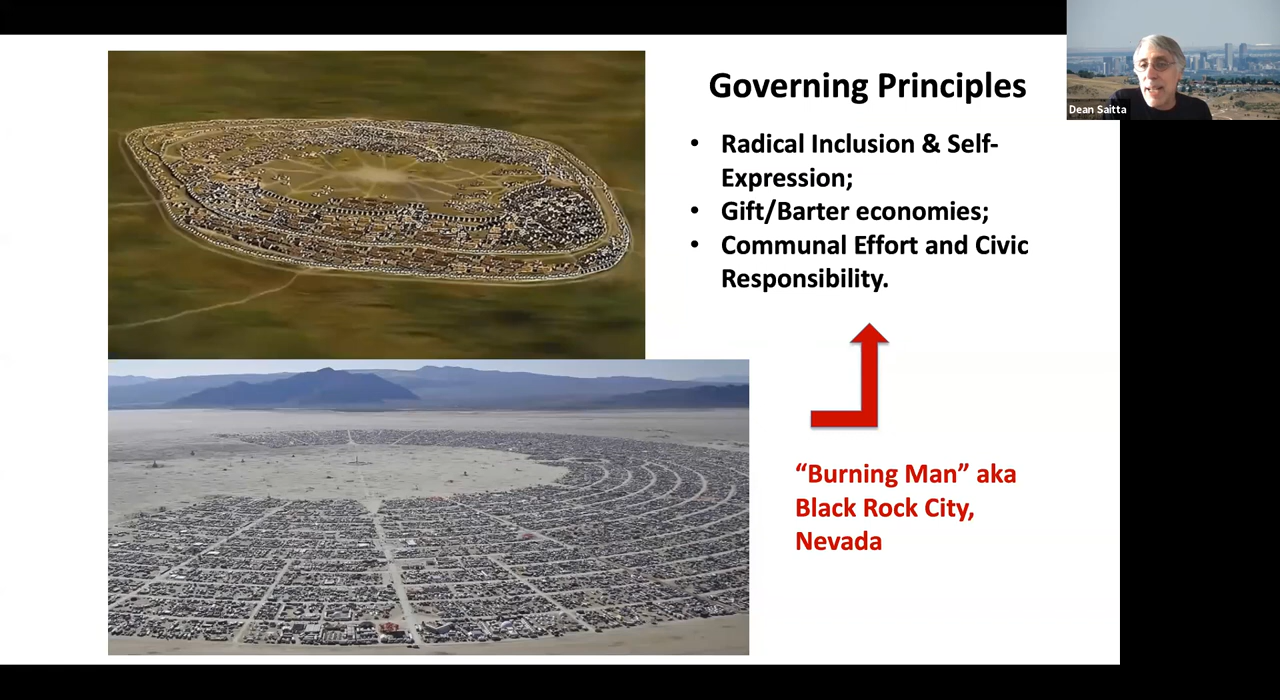 Governing Principles
• Radical Inclusion & Self-
Expression;
• Gift/Barter economies;
• Communal Effort and Civic
Responsibility.
“Burning Man” aka
Black Rock City,
Nevada
Dean Saitta